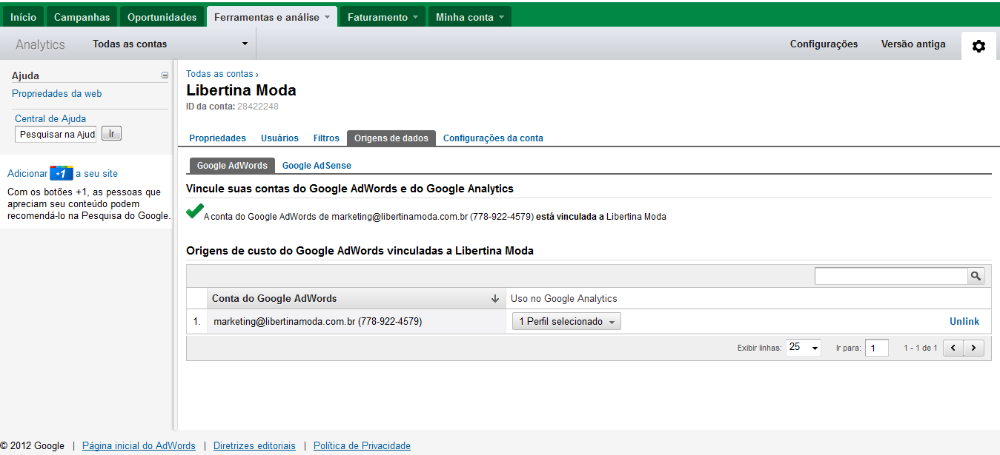 Início Campanhas Oportunidades Ferramentas e análise Faturamento Minha conta
Analytics Todas as contas Configurações Versão antiga
Ajuda
Propriedades da web
Central de Ajuda
Pesquisar na Ajud Ir
Adicionar +1 a seu site
Com os botões +1, as pessoas que
apreciam seu conteúdo podem
recomendá-lo na Pesquisa do Google.
Todas as contas ›
Libertina Moda
ID da conta: 28422248
Propriedades Usuários Filtros Origens de dados Configurações da conta
Google AdWords Google AdSense
Vincule suas contas do Google AdWords e do Google Analytics
A conta do Google AdWords de marketing@libertinamoda.com.br (778-922-4579) está vinculada a Libertina Moda
Origens de custo do Google AdWords vinculadas a Libertina Moda
Conta do Google AdWords Uso no Google Analytics
1. marketing@libertinamoda.com.br (778-922-4579) 1 Perfil selecionado Unlink
Exibir linhas: 25 Ir para: 1 1 - 1 de 1
© 2012 Google | Página inicial do AdWords | Diretrizes editoriais | Política de Privacidade